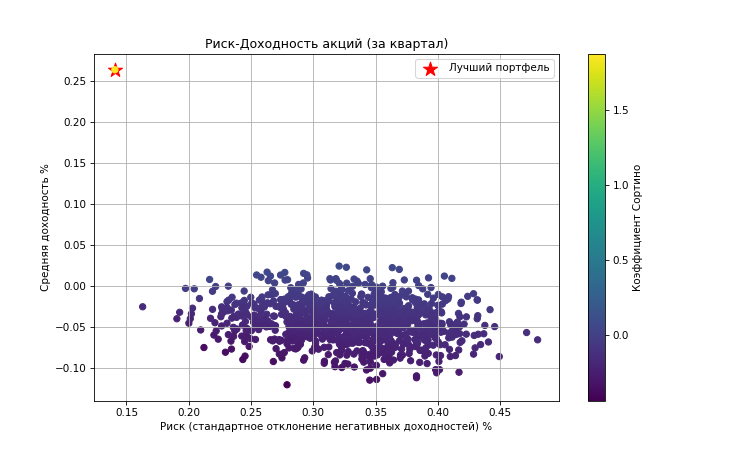 Риск-Доходность акций (за квартал)
Лучший портфель
0.25
0.20
0.15
0.10
0.05
0.00
−0.05
−0.10
Средняя доходность %
0.15 0.20 0.25 0.30 0.35 0.40 0.45
Риск (стандартное отклонение негативных доходностей) %
1.5
1.0
0.5
0.0
Коэффициент Сортино